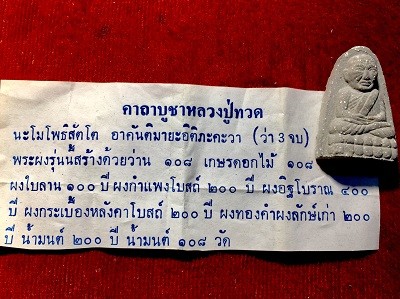 คาถาบูชาหลวงปู่ทวด
นะโมโพธิสัตโต อาคันติมายะอิติภะคะวา (ว่า 3 จบ)
พระผงรุ่นนี้สร้างด้วยว่าน ๑๐๘ เกษรดอกไม้ ๑๐๘
ผงใบลาน ๑๐๐ ปี ผงกำแพงโบสถ์ ๒๐๐ ปี ผงอิฐโบราณ ๔๐๐
ปี ผงกระเบื้องหลังคาโบสถ์ ๒๐๐ ปี ผงทองคำผงลักษ์เก่า ๒๐๐
ปี น้ำมนต์ ๒๐๐ ปี น้ำมนต์ ๑๐๘ วัด